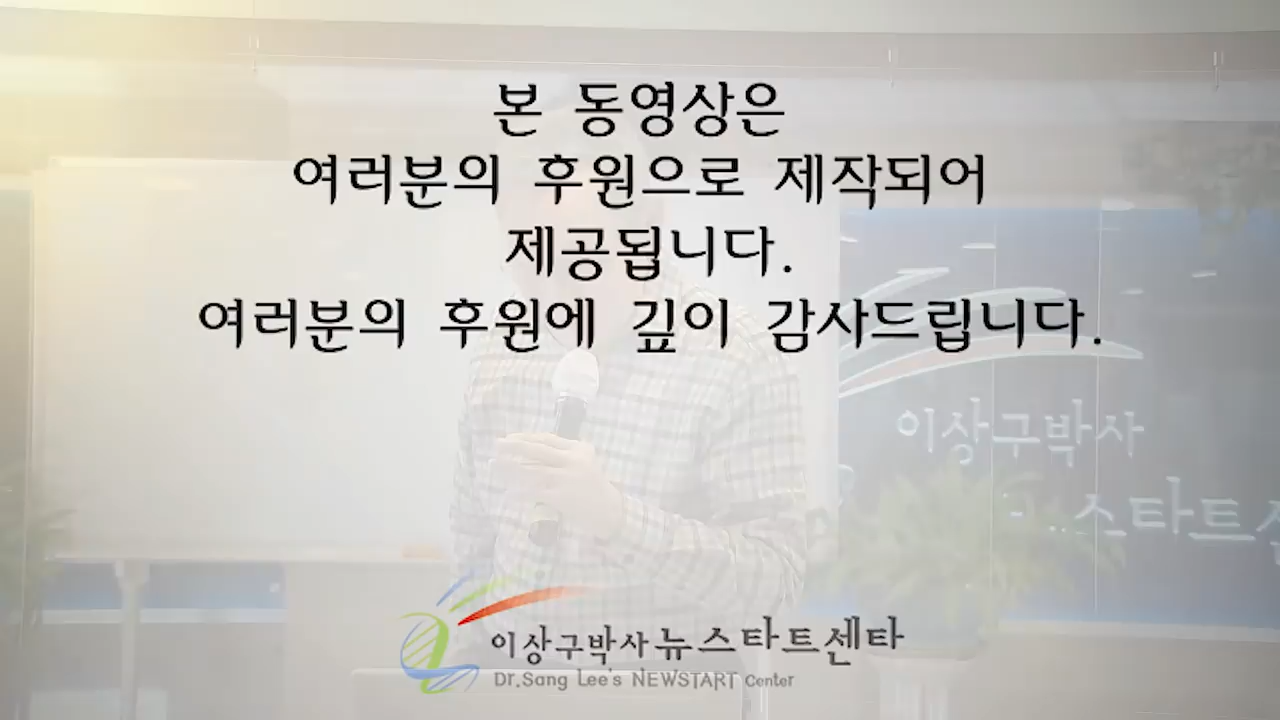 본 동영상은
여러분의 후원으로 제작되어
제공됩니다.
여러분의 후원에 깊이 감사드립니다.
이상구박사
스타트센
이상구박사 뉴스타트센타
Dr.Sang Lee's NEWSTART Center